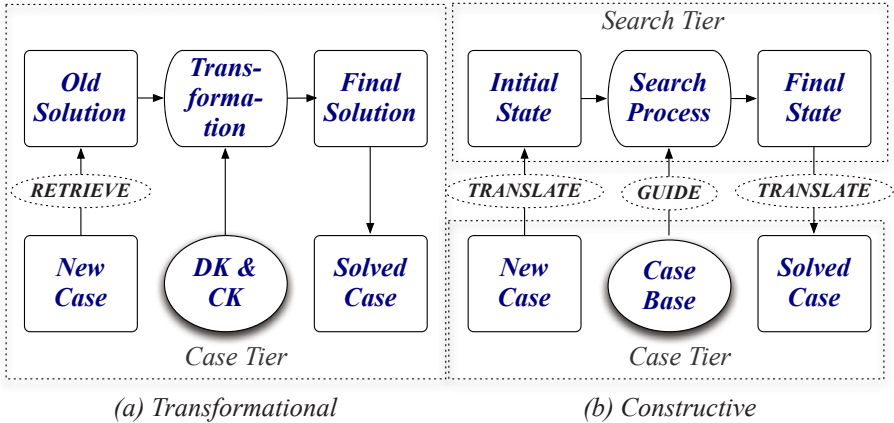 Search Tier
Old
Solution
Trans-
forma-
tion
Final
Solution
Initial
State
Search
Process
Final
State
RETRIEVE
TRANSLATE
GUIDE
TRANSLATE
New
Case
DK &
CK
Solved
Case
New
Case
Case
Base
Solved
Case
Case Tier
Case Tier
(a) Transformational
(b) Constructive